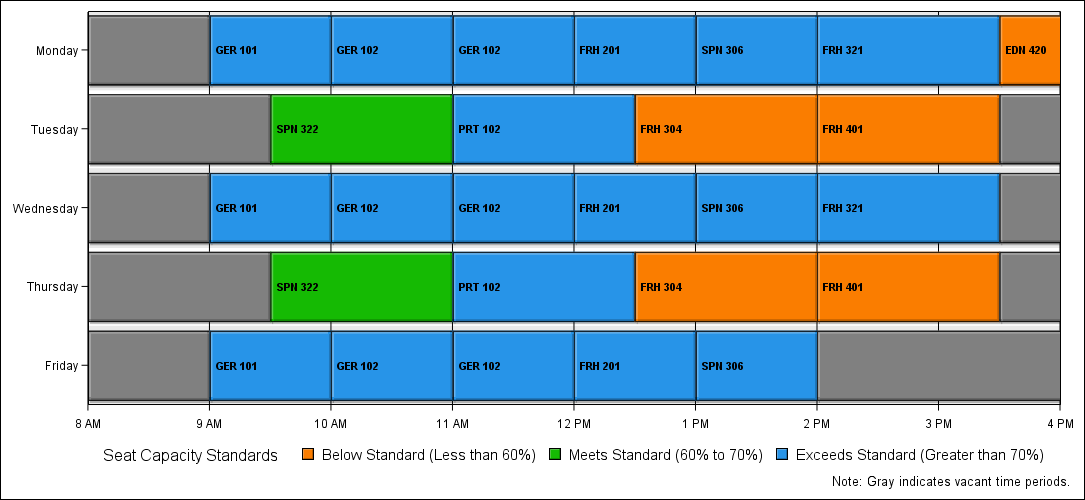 Monday GER 101 GER 102 GER 102 FRH 201 SPN 306 FRH 321 EDN 420
Tuesday SPN 322 PRT 102 FRH 304 FRH 401
Wednesday GER 101 GER 102 GER 102 FRH 201 SPN 306 FRH 321
Thursday SPN 322 PRT 102 FRH 304 FRH 401
Friday GER 101 GER 102 GER 102 FRH 201 SPN 306
8 AM 9 AM 10 AM 11 AM 12 PM 1 PM 2 PM 3 PM 4 PM
Seat Capacity Standards Below Standard (Less than 60%) Meets Standard (60% to 70%) Exceeds Standard (Greater than 70%)
Note: Gray indicates vacant time periods.